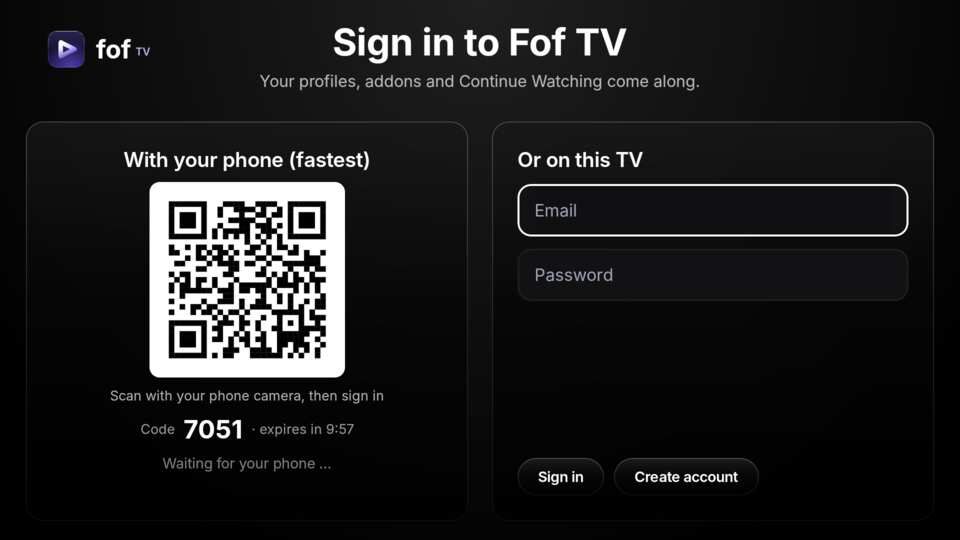 fof TV
Sign in to Fof TV
Your profiles, addons and Continue Watching come along.
With your phone (fastest)
Scan with your phone camera, then sign in
Code 7051 · expires in 9:57
Waiting for your phone ...
Or on this TV
Email
Password
Sign in
Create account